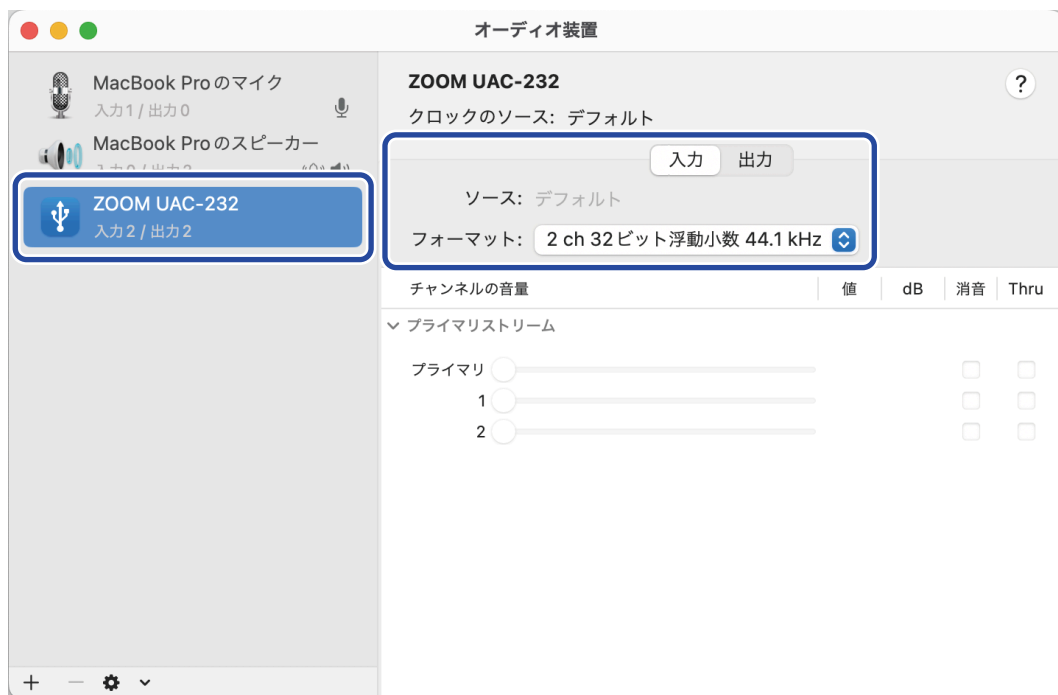 オーディオ装置
MacBook Proのマイク
入力1 / 出力0
MacBook Proのスピーカー
入力0 / 出力2
ZOOM UAC-232
入力2 / 出力2
ZOOM UAC-232
?
クロックのソース: デフォルト
入力 出力
ソース: デフォルト
フォーマット: 2 ch 32ビット浮動小数 44.1 kHz
チャンネルの音量 値 dB 消音 Thru
プライマリストリーム
プライマリ
1
2